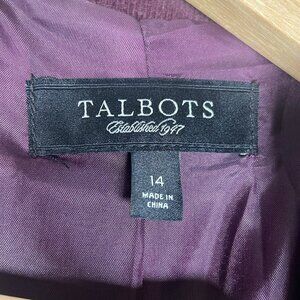 TALBOTS
Established 1947
14
MADE IN
CHINA